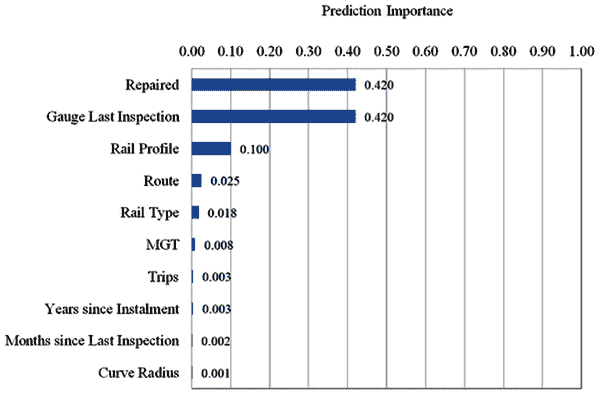 Prediction Importance
0.00 0.10 0.20 0.30 0.40 0.50 0.60 0.70 0.80 0.90 1.00
Repaired 0.420
Gauge Last Inspection 0.420
Rail Profile 0.100
Route 0.025
Rail Type 0.018
MGT 0.008
Trips 0.003
Years since Instalment 0.003
Months since Last Inspection 0.002
Curve Radius 0.001